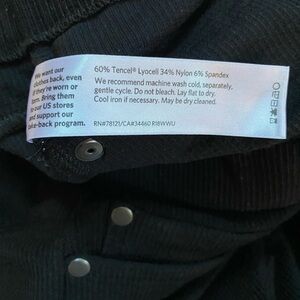 We want our
clothes back, even
if they're worn or
torn. Bring them
to our US stores
and support our
take-back program.
60% Tencel® Lyocell 34% Nylon 6% Spandex
We recommend machine wash cold, separately,
gentle cycle. Do not bleach. Lay flat to dry.
Cool iron if necessary. May be dry cleaned.
RN#78121/CA#34460 R18WWU